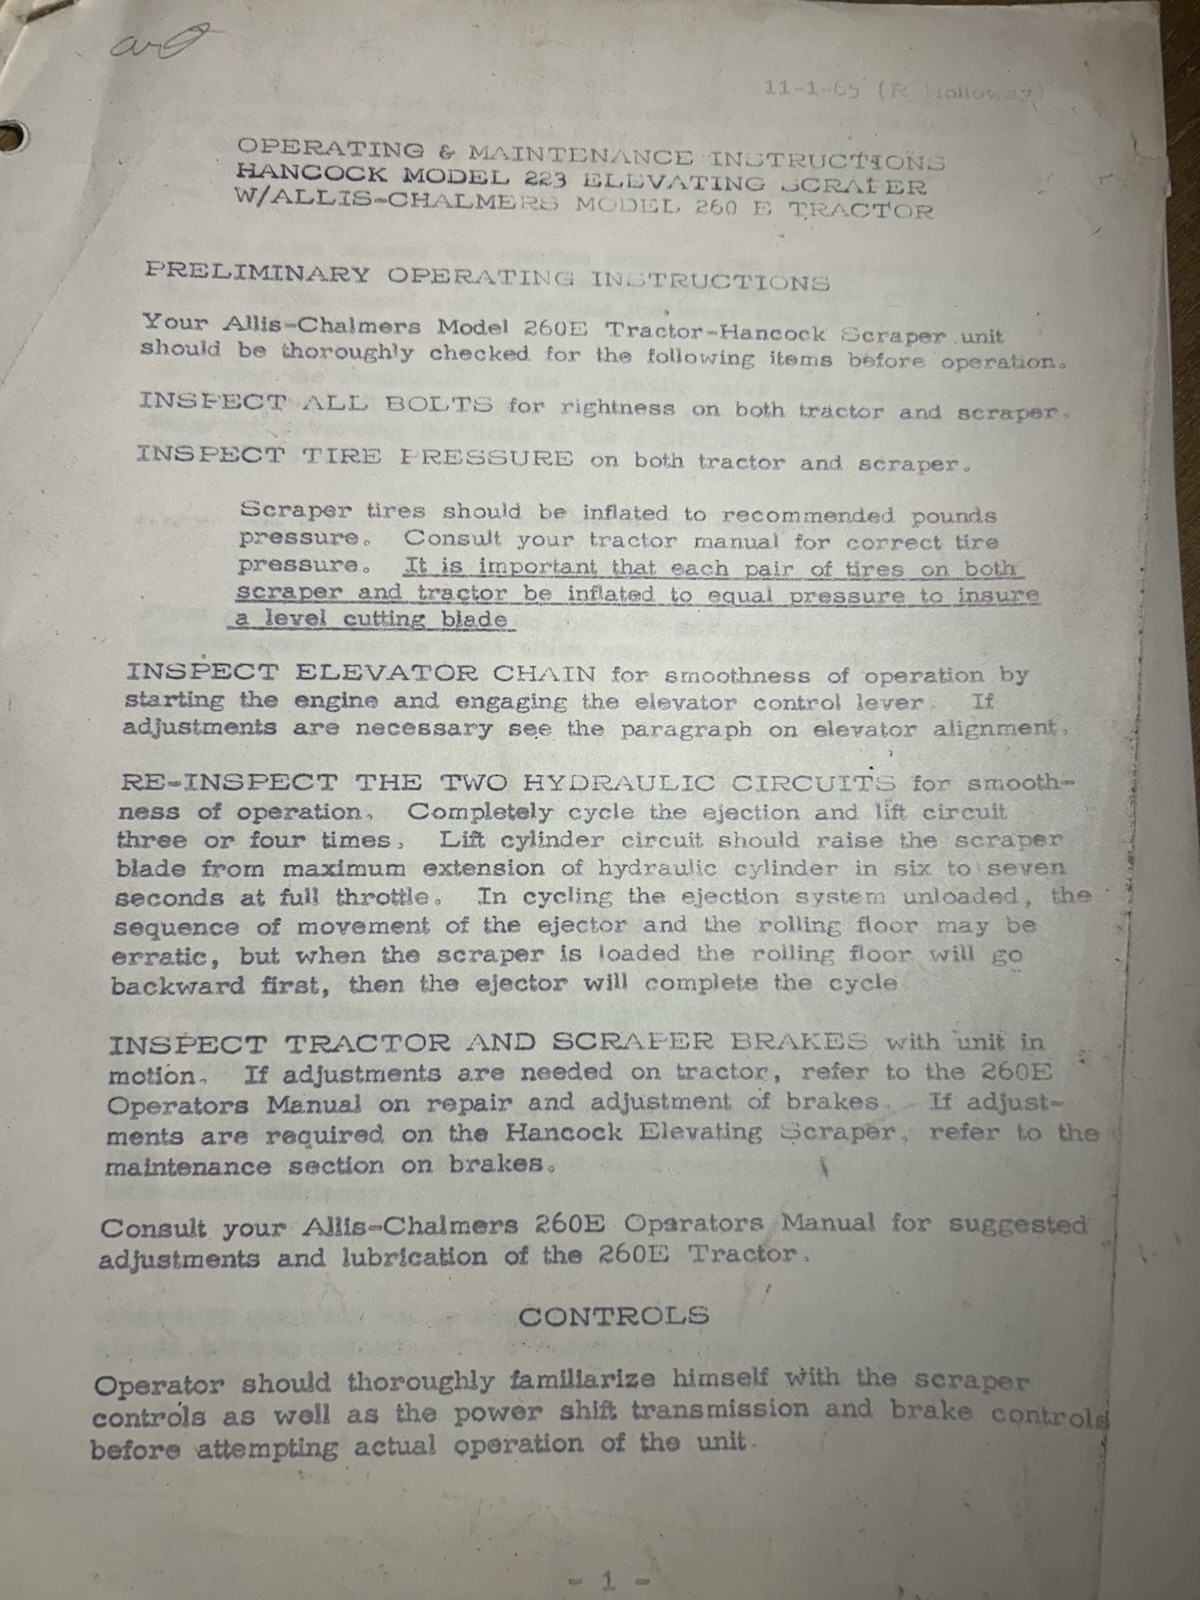 11-1-65 (R Holloway)
OPERATING & MAINTENANCE INSTRUCTIONS
HANCOCK MODEL 223 ELEVATING SCRAPER
W/ALLIS-CHALMERS MODEL 260 E TRACTOR
PRELIMINARY OPERATING INSTRUCTIONS
Your Allis-Chalmers Model 260E Tractor-Hancock Scraper unit
should be thoroughly checked for the following items before operation.
INSPECT ALL BOLTS for rightness on both tractor and scraper.
INSPECT TIRE PRESSURE on both tractor and scraper.
Scraper tires should be inflated to recommended pounds
pressure. Consult your tractor manual for correct tire
pressure. It is important that each pair of tires on both
scraper and tractor be inflated to equal pressure to insure
a level cutting blade
INSPECT ELEVATOR CHAIN for smoothness of operation by
starting the engine and engaging the elevator control lever. If
adjustments are necessary see the paragraph on elevator alignment.
RE-INSPECT THE TWO HYDRAULIC CIRCUITS for smooth-
ness of operation. Completely cycle the ejection and lift circuit
three or four times. Lift cylinder circuit should raise the scraper
blade from maximum extension of hydraulic cylinder in six to seven
seconds at full throttle. In cycling the ejection system unloaded, the
sequence of movement of the ejector and the rolling floor may be
erratic, but when the scraper is loaded the rolling floor will go
backward first, then the ejector will complete the cycle
INSPECT TRACTOR AND SCRAPER BRAKES with unit in
motion. If adjustments are needed on tractor, refer to the 260E
Operators Manual on repair and adjustment of brakes. If adjust-
ments are required on the Hancock Elevating Scraper, refer to the
maintenance section on brakes.
Consult your Allis-Chalmers 260E Operators Manual for suggested
adjustments and lubrication of the 260E Tractor.
CONTROLS
Operator should thoroughly familiarize himself with the scraper
controls as well as the power shift transmission and brake controls
before attempting actual operation of the unit.
- 1 -